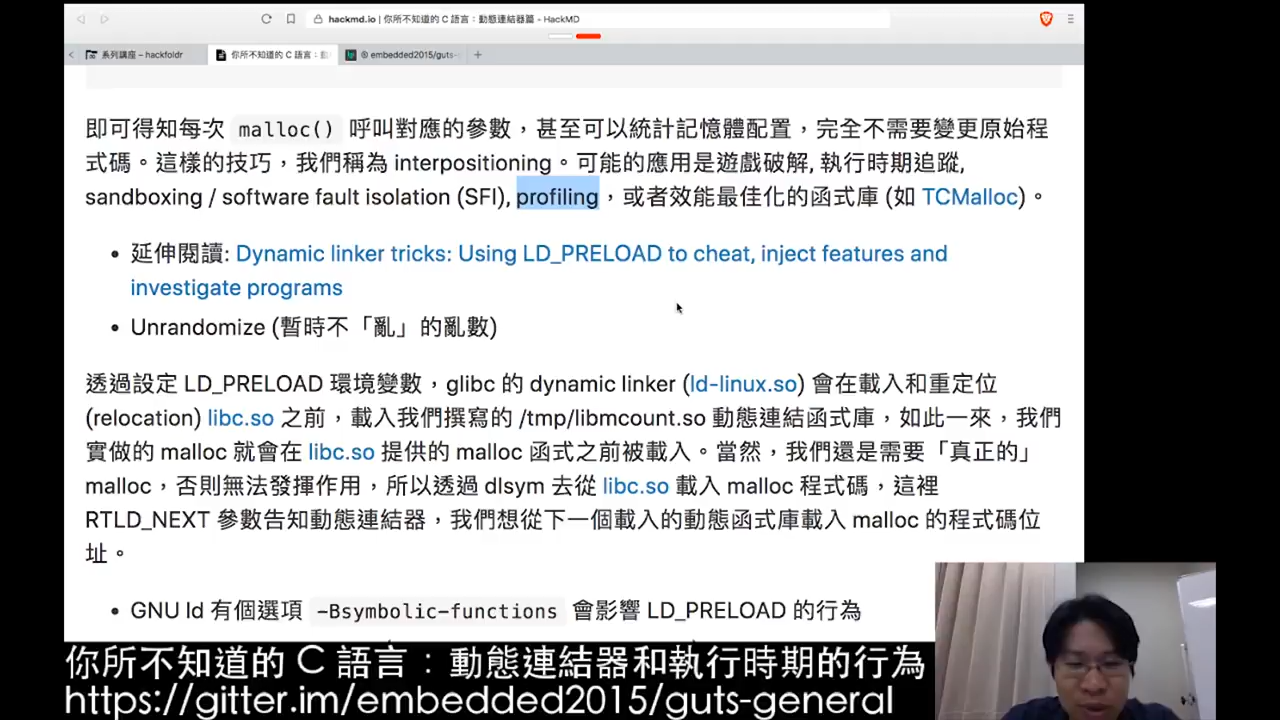 hackmd.io | 你所不知道的 C 語言：動態連結器篇 - HackMD
系列講座 – hackfoldr
你所不知道的 C 語言：動
embedded2015/guts-
即可得知每次 malloc() 呼叫對應的參數，甚至可以統計記憶體配置，完全不需要變更原始程
式碼。這樣的技巧，我們稱為 interpositioning。可能的應用是遊戲破解, 執行時期追蹤,
sandboxing / software fault isolation (SFI), profiling，或者效能最佳化的函式庫 (如 TCMalloc)。
• 延伸閱讀: Dynamic linker tricks: Using LD_PRELOAD to cheat, inject features and
investigate programs
• Unrandomize (暫時不「亂」的亂數)
透過設定 LD_PRELOAD 環境變數，glibc 的 dynamic linker (ld-linux.so) 會在載入和重定位
(relocation) libc.so 之前，載入我們撰寫的 /tmp/libmcount.so 動態連結函式庫，如此一來，我們
實做的 malloc 就會在 libc.so 提供的 malloc 函式之前被載入。當然，我們還是需要「真正的」
malloc，否則無法發揮作用，所以透過 dlsym 去從 libc.so 載入 malloc 程式碼，這裡
RTLD_NEXT 參數告知動態連結器，我們想從下一個載入的動態函式庫載入 malloc 的程式碼位
址。
• GNU ld 有個選項 -Bsymbolic-functions 會影響 LD_PRELOAD 的行為
你所不知道的 C 語言：動態連結器和執行時期的行為
https://gitter.im/embedded2015/guts-general